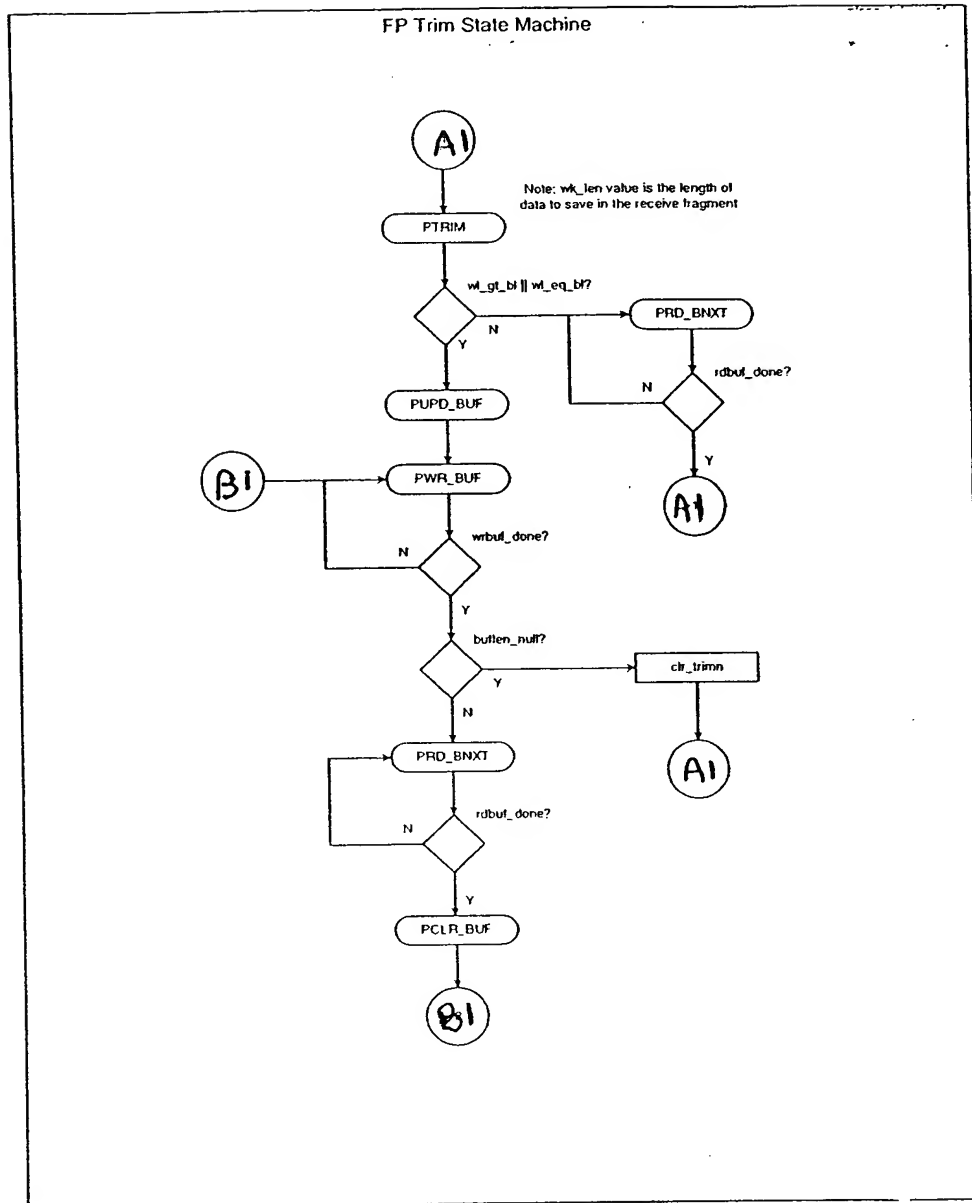 FP Trim State Machine
A1
Note: wk_len value is the length of
data to save in the receive fragment
PTRIM
wl_gt_bl || wl_eq_bl?
N
Y
PRD_BNXT
rdbuf_done?
N
Y
A1
PUPD_BUF
B1
PWR_BUF
wrbuf_done?
N
Y
buflen_null?
Y
clr_trimn
N
A1
PRD_BNXT
rdbuf_done?
N
Y
PCLR_BUF
B1